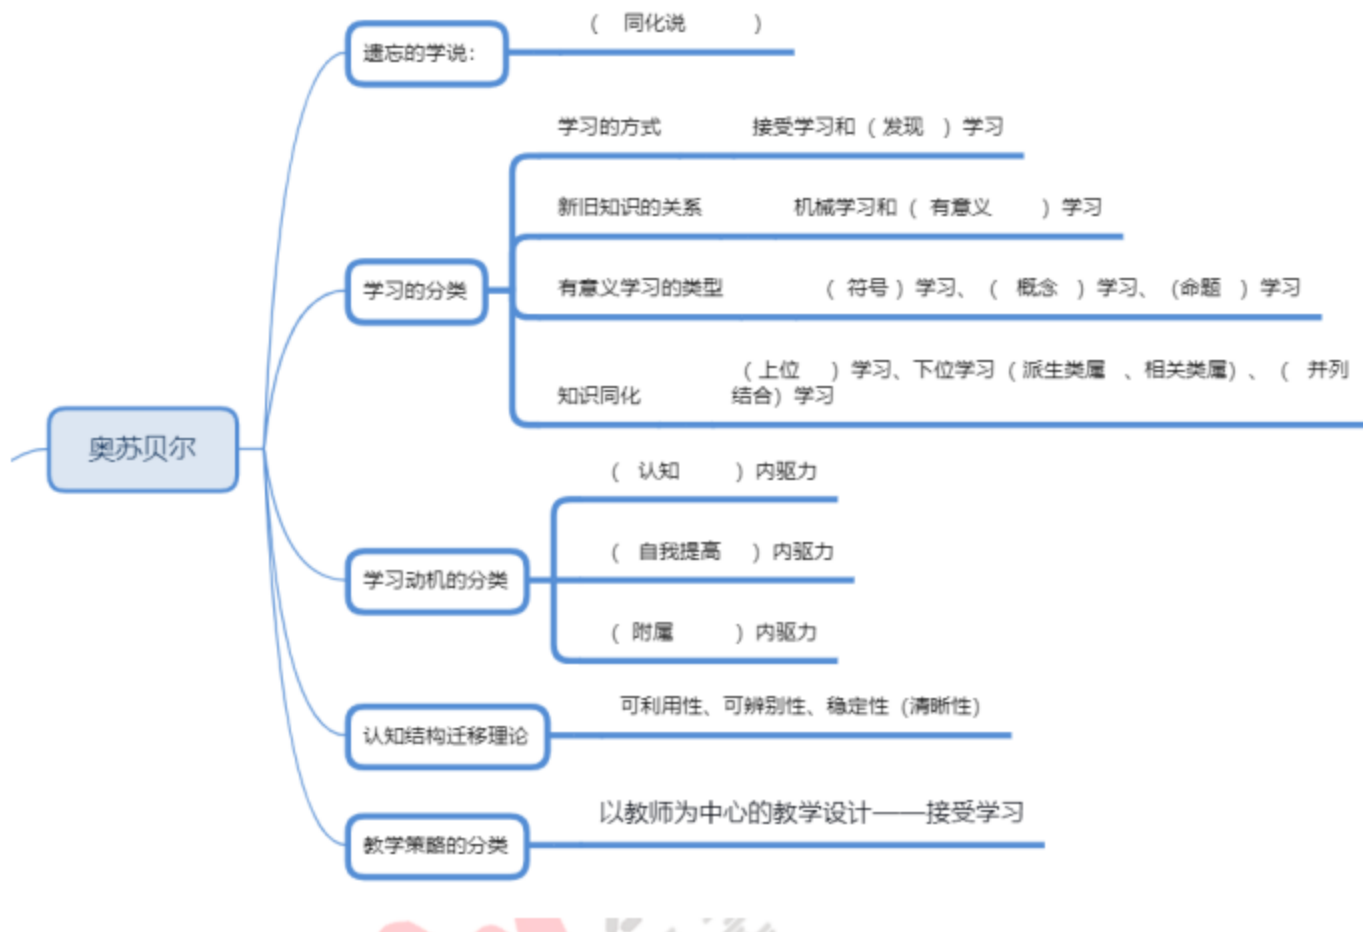 奥苏贝尔
遗忘的学说：
（ 同化说 ）
学习的分类
学习的方式 接受学习和（发现 ）学习
新旧知识的关系 机械学习和（ 有意义 ）学习
有意义学习的类型 （ 符号 ）学习、（ 概念 ）学习、（命题 ）学习
知识同化 （上位 ）学习、下位学习（派生类属 、相关类属）、（ 并列
结合）学习
学习动机的分类
（ 认知 ）内驱力
（ 自我提高 ）内驱力
（ 附属 ）内驱力
认知结构迁移理论
可利用性、可辨别性、稳定性（清晰性）
教学策略的分类
以教师为中心的教学设计——接受学习